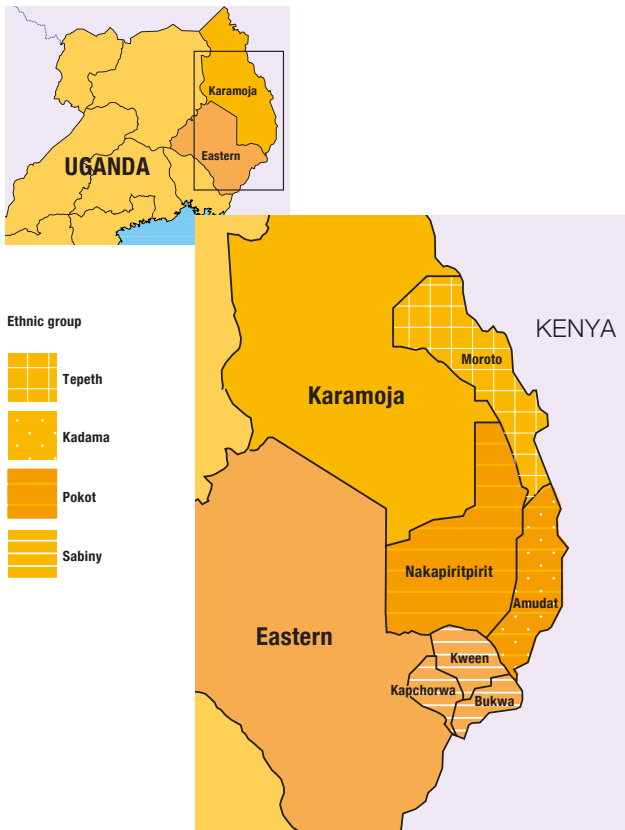 Karamoja
Eastern
UGANDA
Ethnic group
Tepeth
Kadama
Pokot
Sabiny
KENYA
Moroto
Karamoja
Nakapiritpirit
Amudat
Eastern
Kween
Kapchorwa
Bukwa